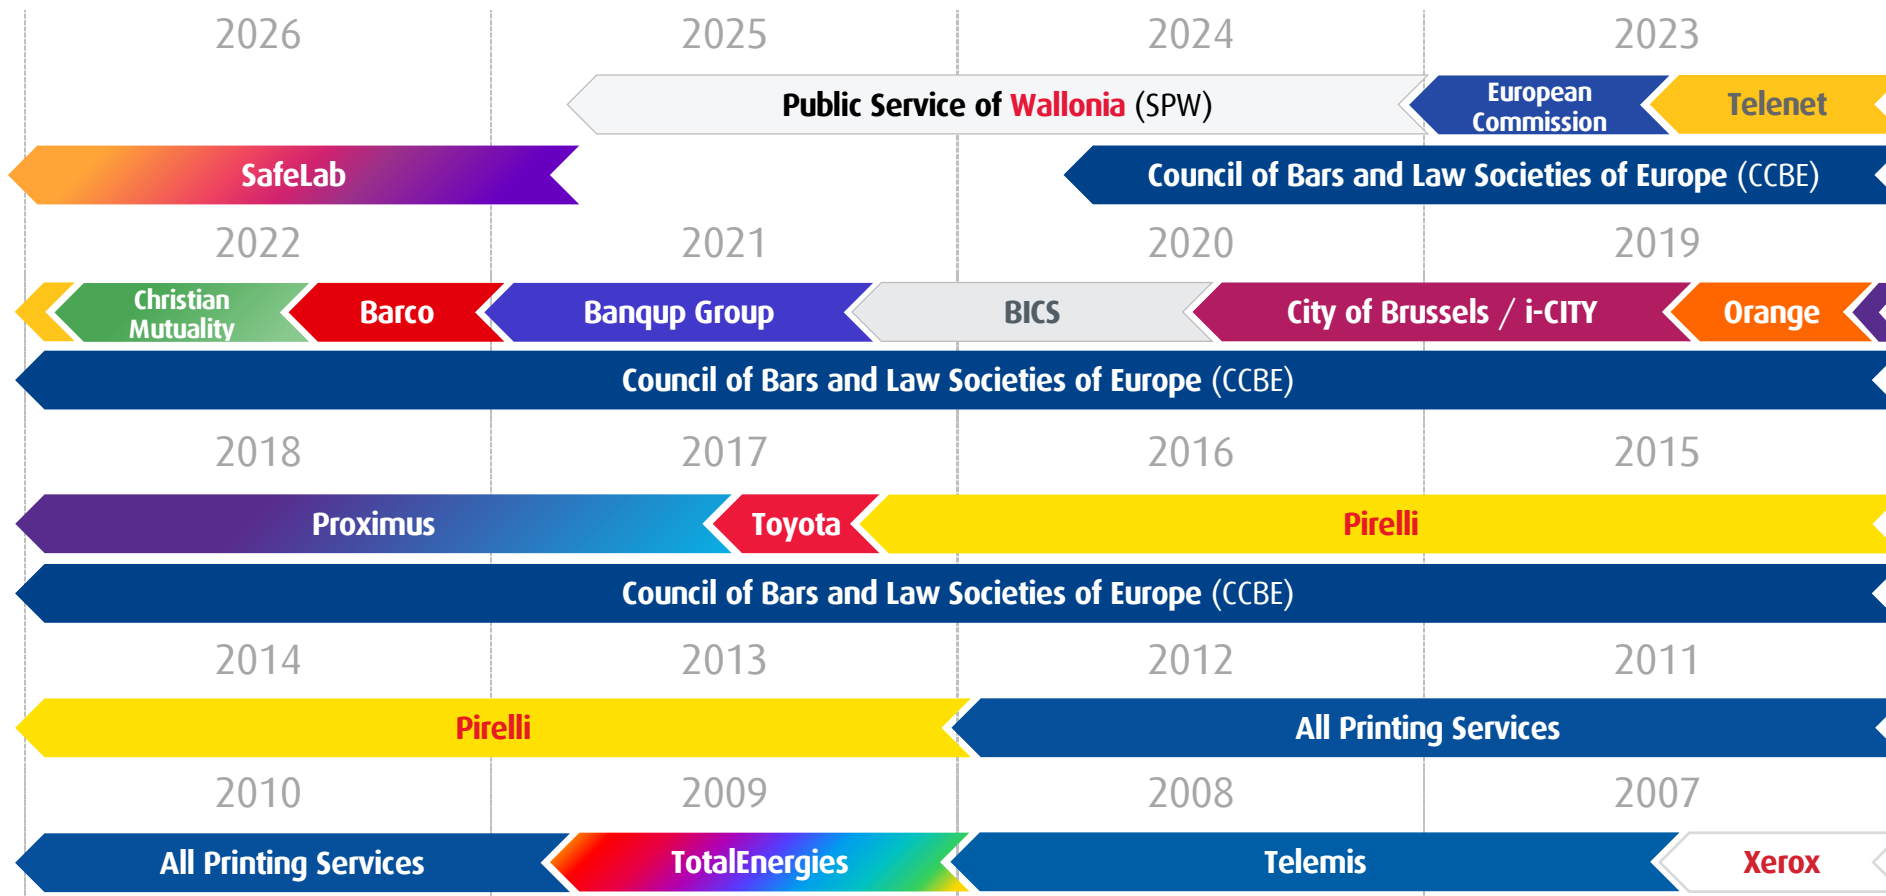 2026 2025 2024 2023
Public Service of Wallonia (SPW)
European
Commission
Telenet
SafeLab
Council of Bars and Law Societies of Europe (CCBE)
2022 2021 2020 2019
Christian
Mutuality
Barco
Banqup Group
BICS
City of Brussels / i-CITY
Orange
Council of Bars and Law Societies of Europe (CCBE)
2018 2017 2016 2015
Proximus
Toyota
Pirelli
Council of Bars and Law Societies of Europe (CCBE)
2014 2013 2012 2011
Pirelli
All Printing Services
2010 2009 2008 2007
All Printing Services
TotalEnergies
Telemis
Xerox